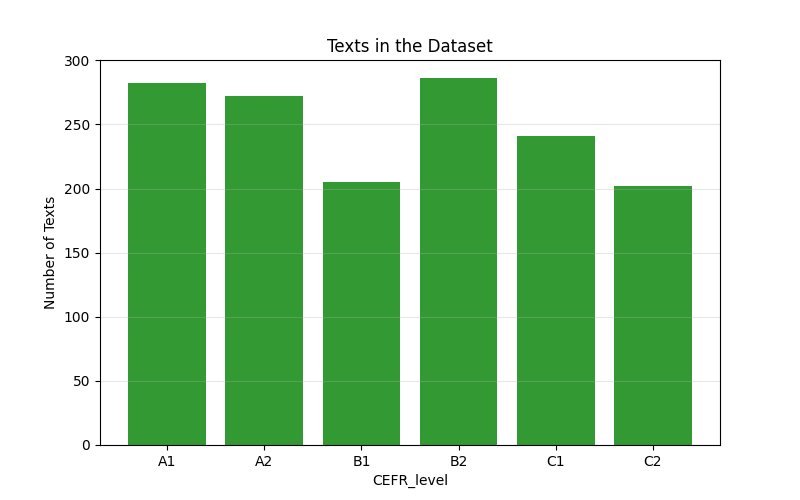 Texts in the Dataset
Number of Texts
300
250
200
150
100
50
0
A1 A2 B1 B2 C1 C2
CEFR_level